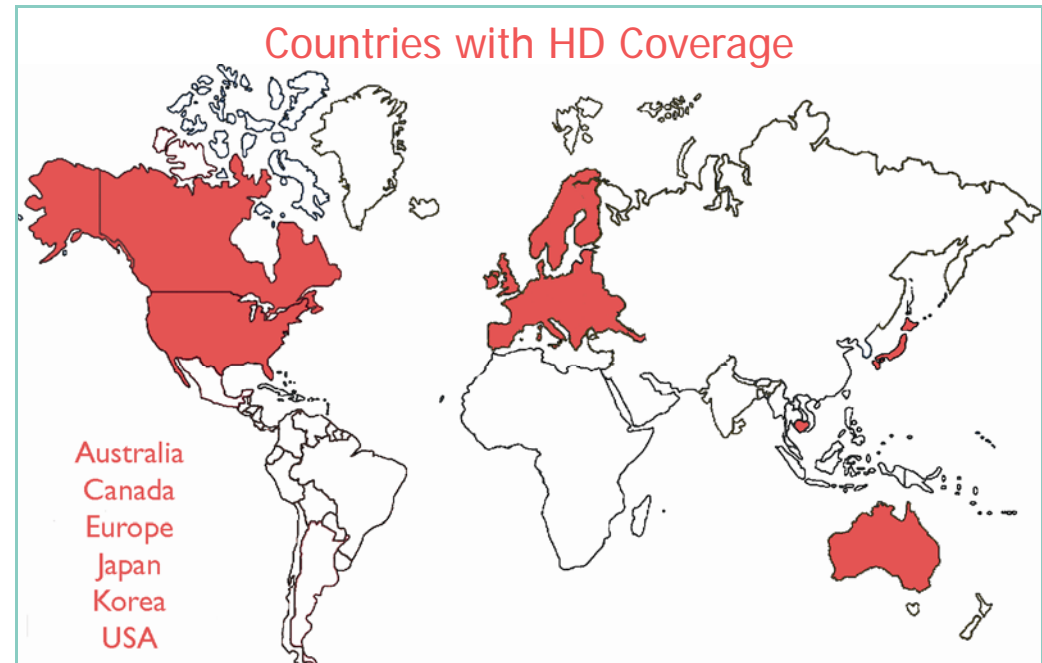 Countries with HD Coverage
Australia
Canada
Europe
Japan
Korea
USA